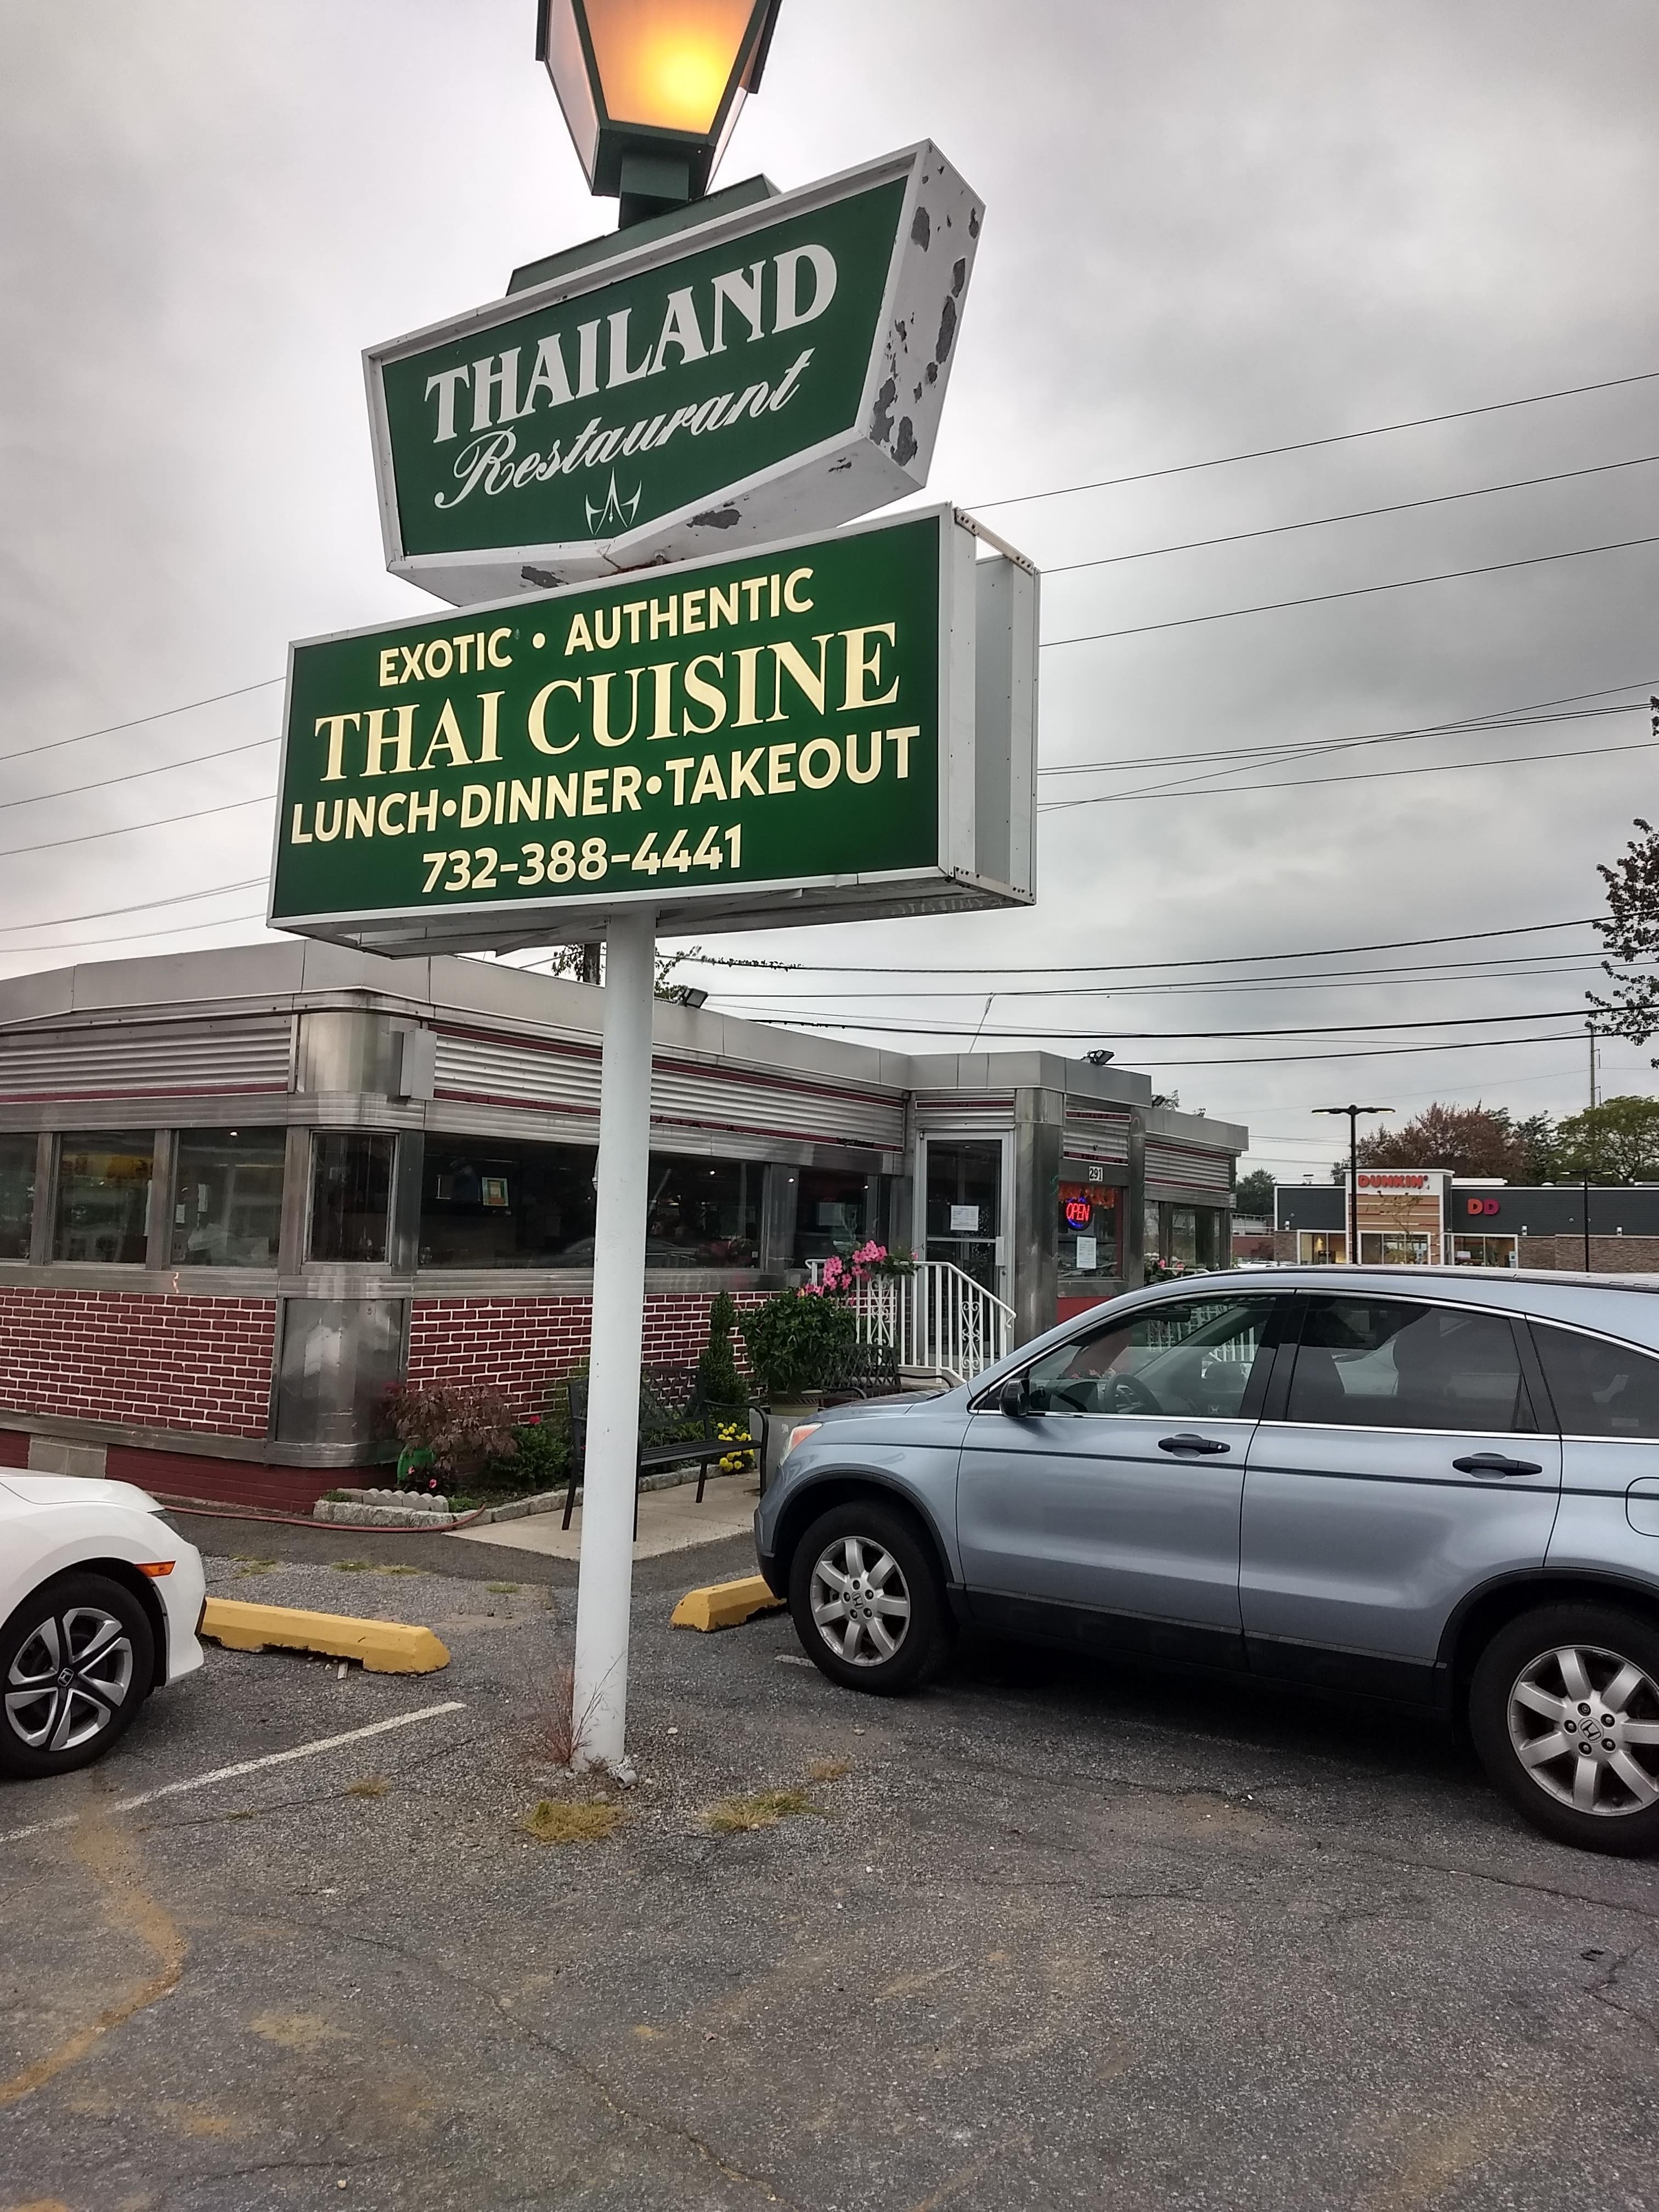 THAILAND
Restaurant
EXOTIC • AUTHENTIC
THAI CUISINE
LUNCH•DINNER•TAKEOUT
732-388-4441
291
OPEN
DUNKIN'
DD